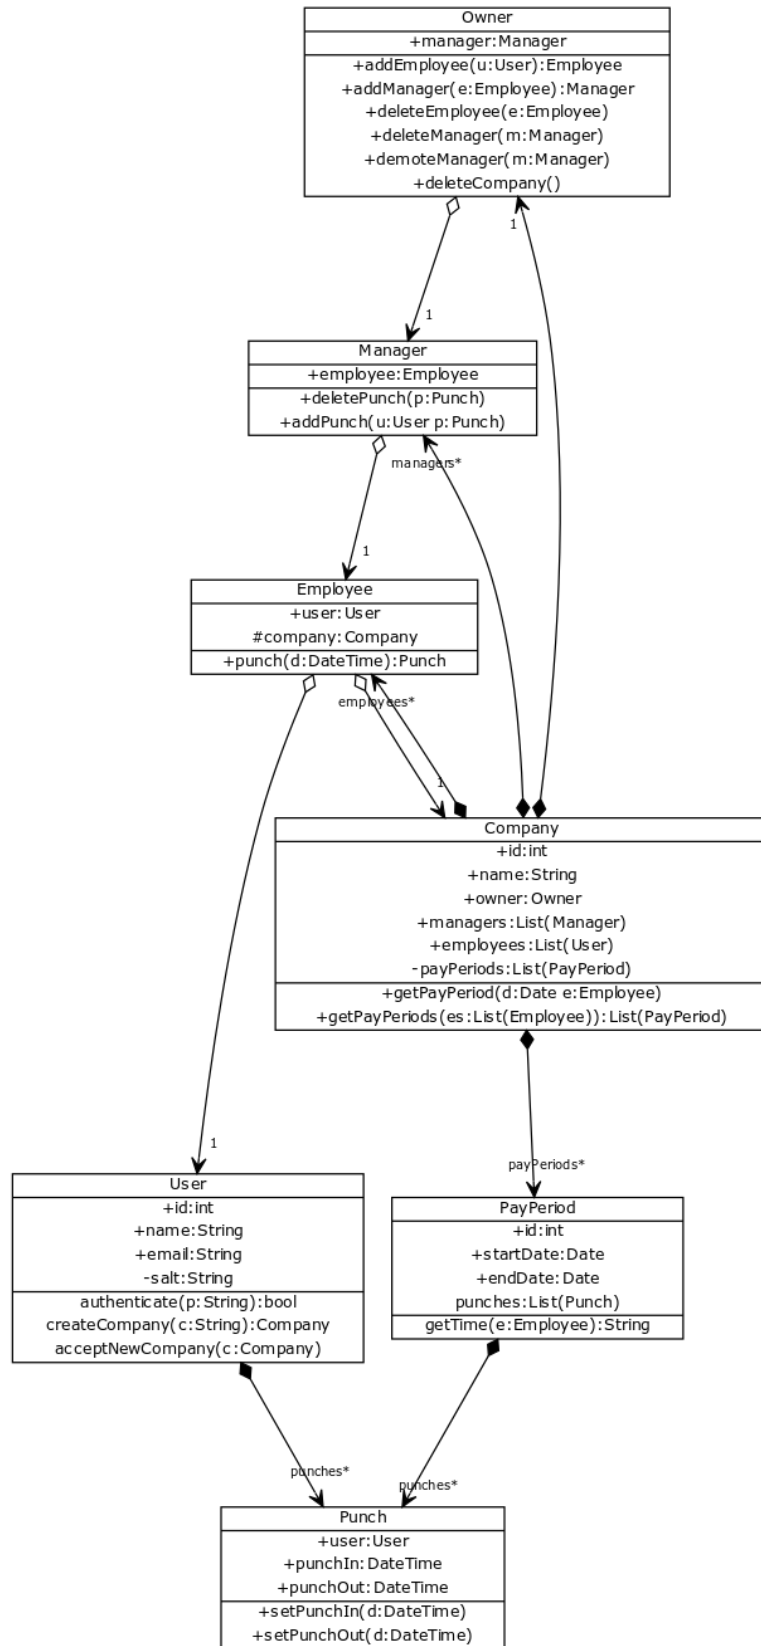 Owner
+manager:Manager
+addEmployee(u:User):Employee
+addManager(e:Employee):Manager
+deleteEmployee(e:Employee)
+deleteManager(m:Manager)
+demoteManager(m:Manager)
+deleteCompany()
1
1
Manager
+employee:Employee
+deletePunch(p:Punch)
+addPunch(u:User p:Punch)
managers*
1
Employee
+user:User
#company:Company
+punch(d:DateTime):Punch
employees*
1
Company
+id:int
+name:String
+owner:Owner
+managers:List(Manager)
+employees:List(User)
-payPeriods:List(PayPeriod)
+getPayPeriod(d:Date e:Employee)
+getPayPeriods(es:List(Employee)):List(PayPeriod)
1
payPeriods*
User
+id:int
+name:String
+email:String
-salt:String
authenticate(p:String):bool
createCompany(c:String):Company
acceptNewCompany(c:Company)
PayPeriod
+id:int
+startDate:Date
+endDate:Date
punches:List(Punch)
getTime(e:Employee):String
punches*
punches*
Punch
+user:User
+punchIn:DateTime
+punchOut:DateTime
+setPunchIn(d:DateTime)
+setPunchOut(d:DateTime)